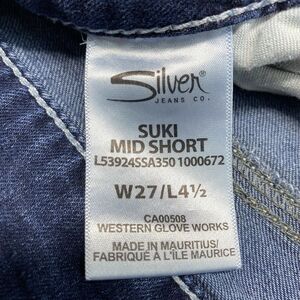 Silver®
JEANS CO.
SUKI
MID SHORT
L53924SSA350 1000672
W27/L4½
CA00508
WESTERN GLOVE WORKS
MADE IN MAURITIUS/
FABRIQUÉ À L'ÎLE MAURICE